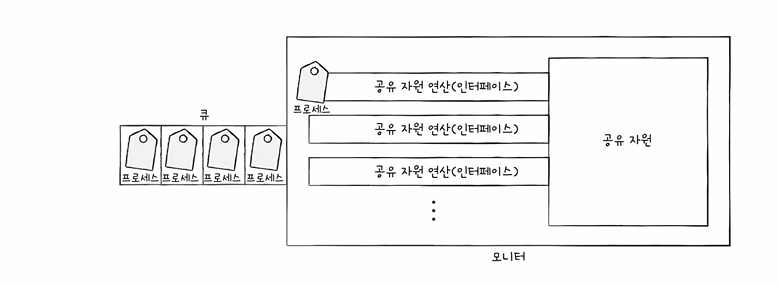 공유 자원 연산(인터페이스)
프로세스
큐
공유 자원 연산(인터페이스)
공유 자원
프로세스 프로세스 프로세스 프로세스
공유 자원 연산(인터페이스)
모니터